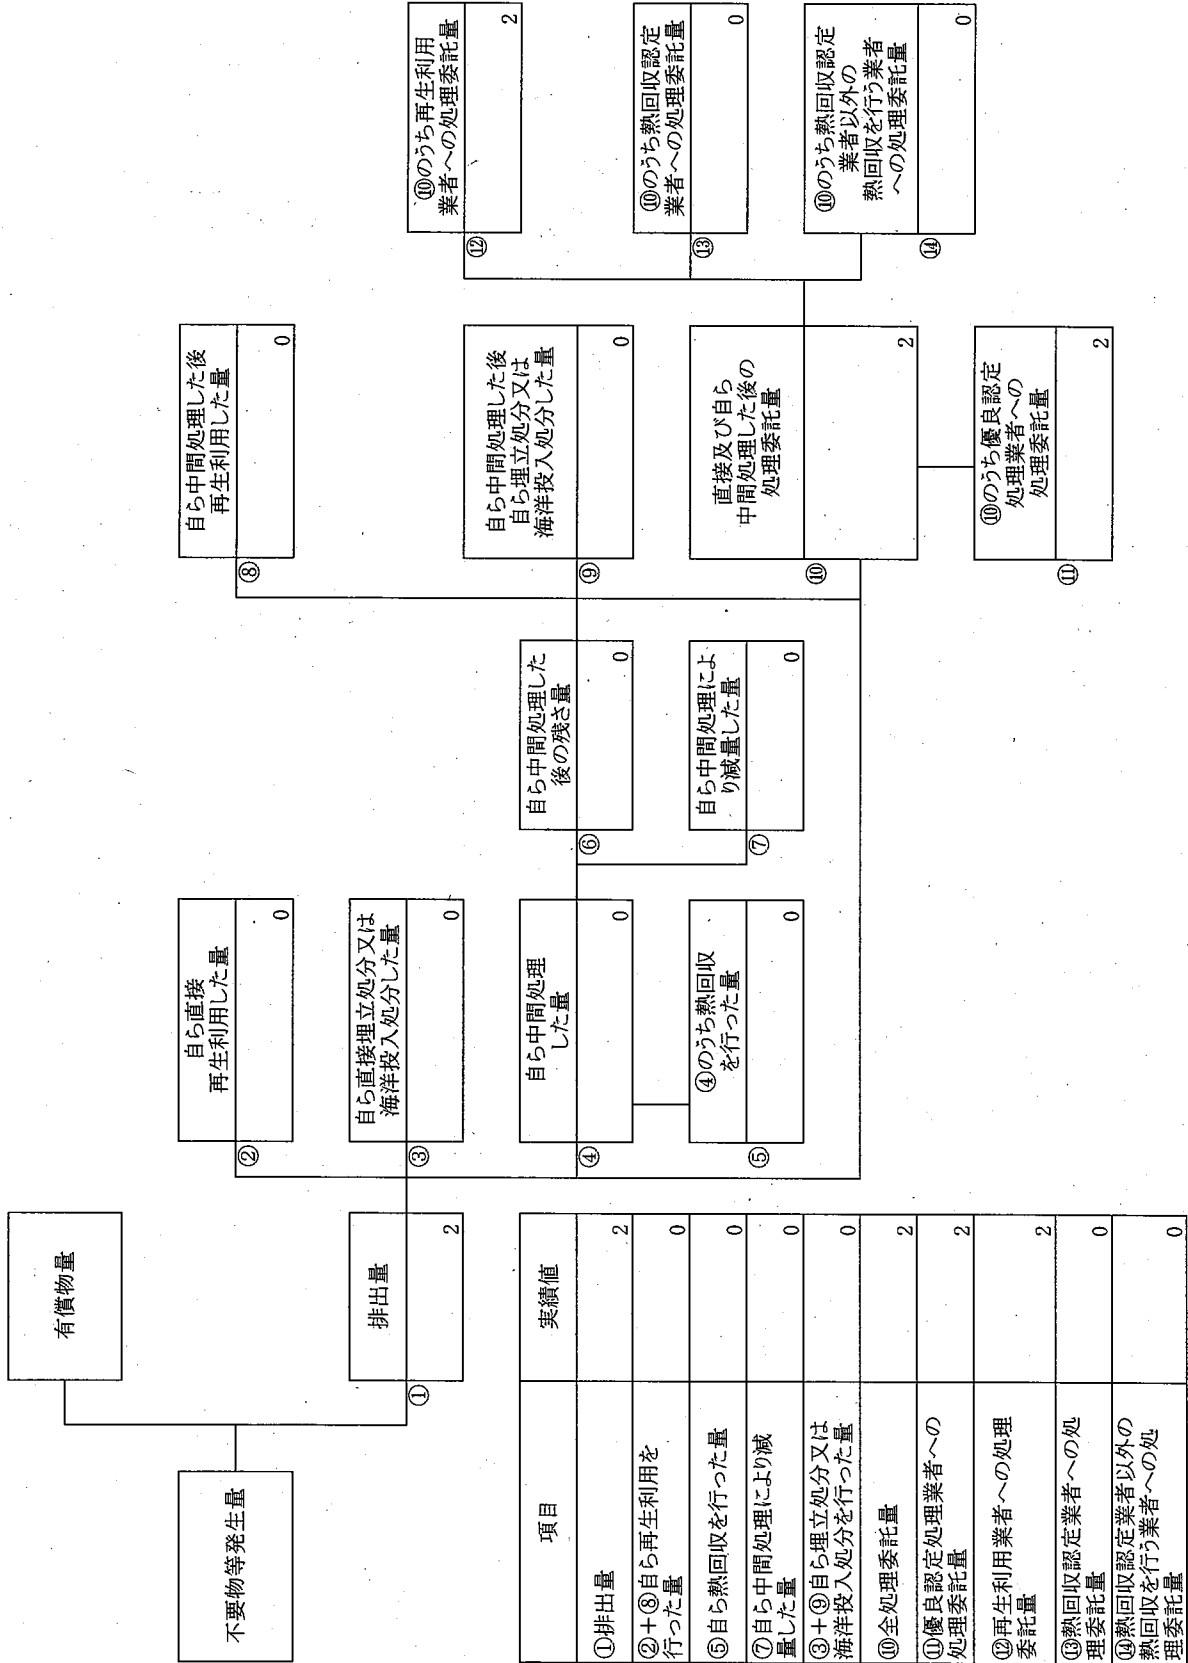 不要物等発生量
有償物量
排出量
①
2
自ら直接
再生利用した量
②
0
自ら直接埋立処分又は
海洋投入処分した量
③
0
自ら中間処理
した量
④
0
④のうち熱回収
を行った量
⑤
0
自ら中間処理した
後の残さ量
⑥
0
自ら中間処理によ
り減量した量
⑦
0
自ら中間処理した後
再生利用した量
⑧
0
自ら中間処理した後
自ら埋立処分又は
海洋投入処分した量
⑨
0
直接及び自ら
中間処理した後の
処理委託量
⑩
2
⑩のうち優良認定
処理業者への
処理委託量
⑪
2
⑩のうち再生利用
業者への処理委託量
⑫
2
⑩のうち熱回収認定
業者への処理委託量
⑬
0
⑩のうち熱回収認定
業者以外の
熱回収を行う業者
への処理委託量
⑭
0
項目 実績値
①排出量 2
②+⑧自ら再生利用を
行った量 0
⑤自ら熱回収を行った量 0
⑦自ら中間処理により減
量した量 0
③+⑨自ら埋立処分又は
海洋投入処分を行った量 0
⑩全処理委託量 2
⑪優良認定処理業者への
処理委託量 2
⑫再生利用業者への処理
委託量 2
⑬熱回収認定業者への処
理委託量 0
⑭熱回収認定業者以外の
熱回収を行う業者への処
理委託量 0